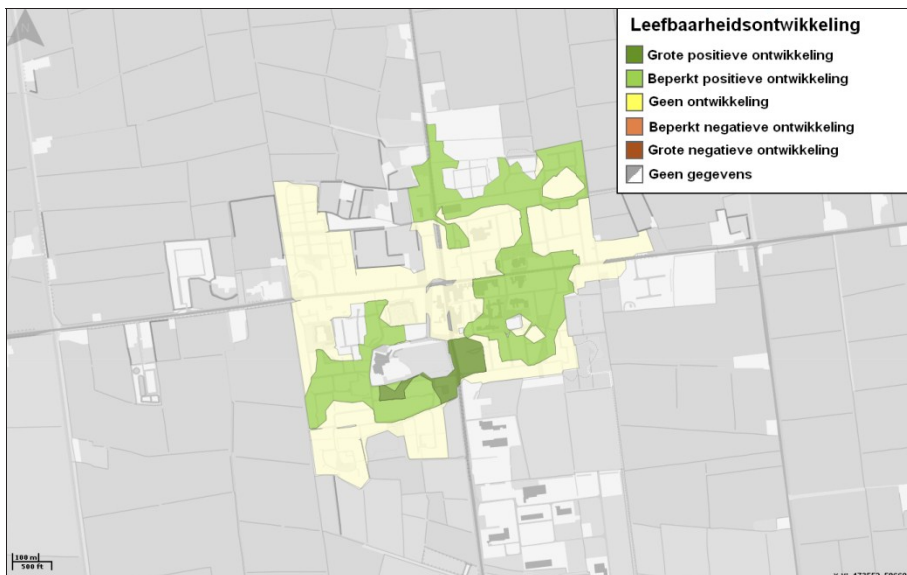 N
Leefbaarheidsontwikkeling
Grote positieve ontwikkeling
Beperkt positieve ontwikkeling
Geen ontwikkeling
Beperkt negatieve ontwikkeling
Grote negatieve ontwikkeling
Geen gegevens
100 m
500 ft